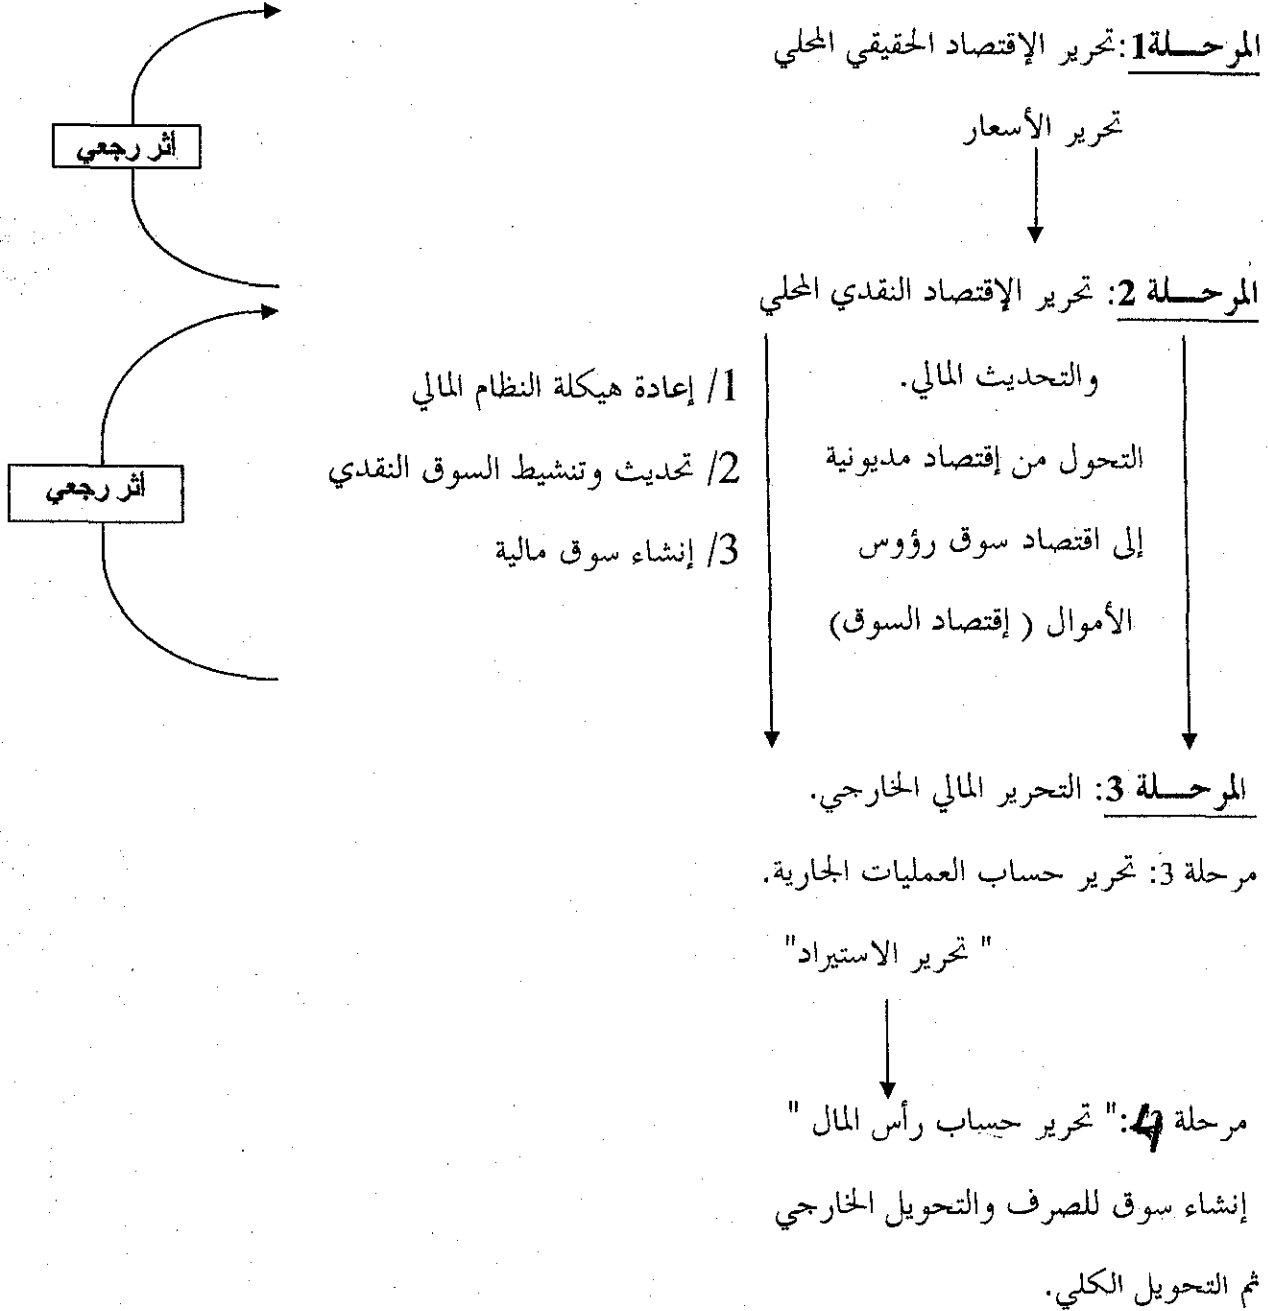 المرحلة1: تحرير الإقتصاد الحقيقي المحلي
تحرير الأسعار
أثر رجعي
المرحلة 2: تحرير الإقتصاد النقدي المحلي
والتحديث المالي.
التحول من إقتصاد مديونية
إلى اقتصاد سوق رؤوس
الأموال ( إقتصاد السوق)
1/ إعادة هيكلة النظام المالي
2/ تحديث وتنشيط السوق النقدي
3/ إنشاء سوق مالية
أثر رجعي
المرحلة 3: التحرير المالي الخارجي.
مرحلة 3: تحرير حساب العمليات الجارية.
" تحرير الاستيراد"
مرحلة 4:" تحرير حساب رأس المال "
إنشاء سوق للصرف والتحويل الخارجي
ثم التحويل الكلي.